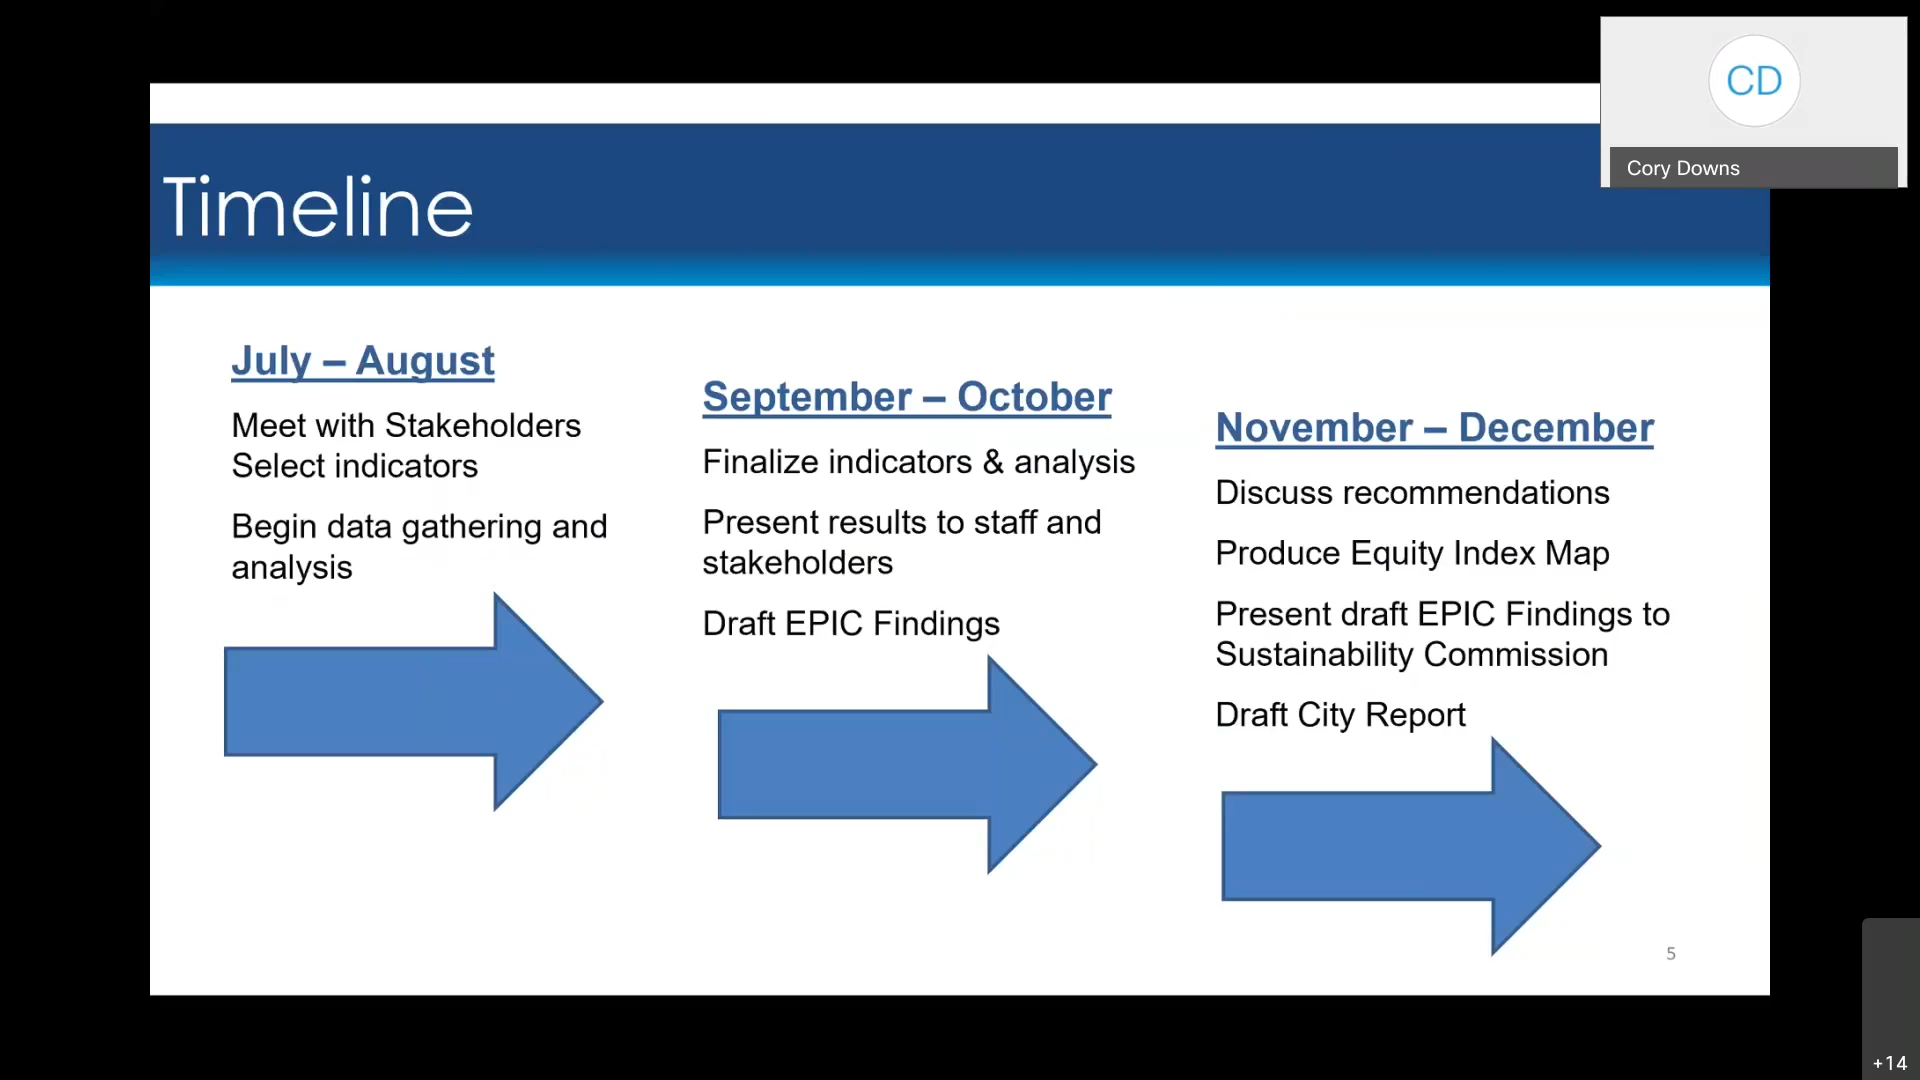 CD
Cory Downs
Timeline
July – August
Meet with Stakeholders
Select indicators
Begin data gathering and
analysis
September – October
Finalize indicators & analysis
Present results to staff and
stakeholders
Draft EPIC Findings
November – December
Discuss recommendations
Produce Equity Index Map
Present draft EPIC Findings to
Sustainability Commission
Draft City Report
5
+14